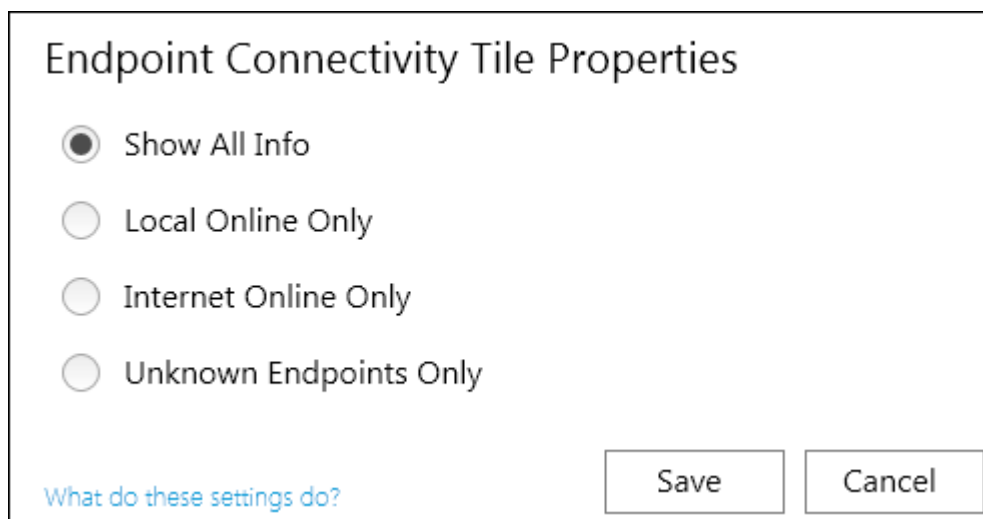 Endpoint Connectivity Tile Properties
Show All Info
Local Online Only
Internet Online Only
Unknown Endpoints Only
What do these settings do?
Save
Cancel